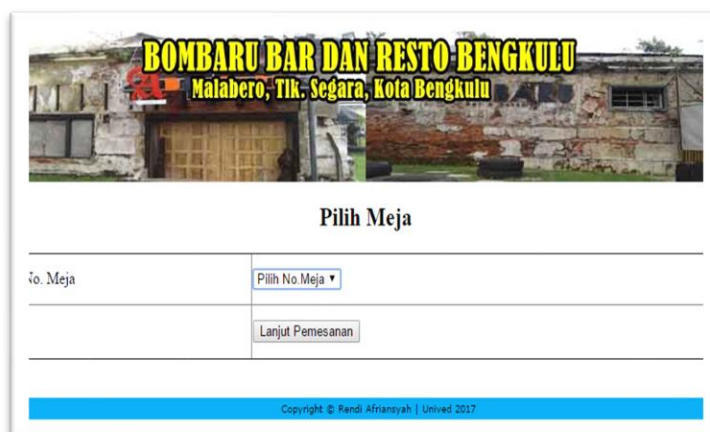 BOMBARU BAR DAN RESTO BENGKULU
Malabero, Tlk. Segara, Kota Bengkulu
Pilih Meja
No. Meja
Pilih No.Meja
Lanjut Pemesanan
Copyright © Rendi Afriansyah | Unived 2017